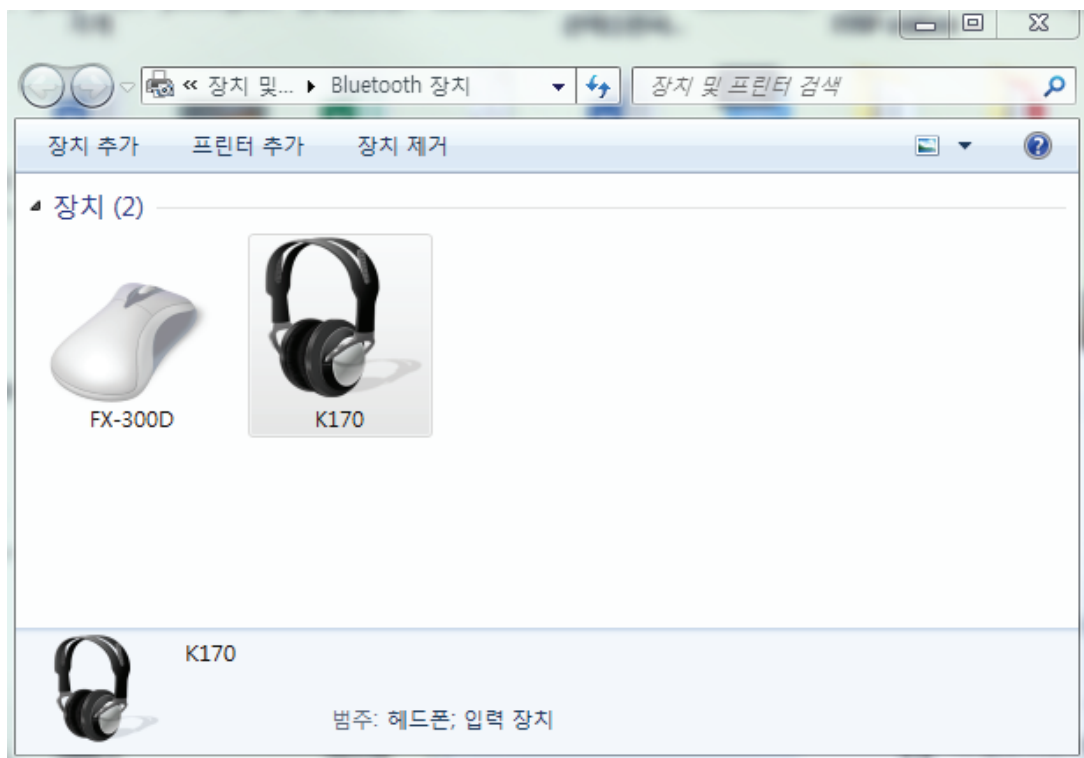 « 장치 및... ▸ Bluetooth 장치
장치 및 프린터 검색
장치 추가 프린터 추가 장치 제거
장치 (2)
FX-300D K170
K170
범주: 헤드폰; 입력 장치